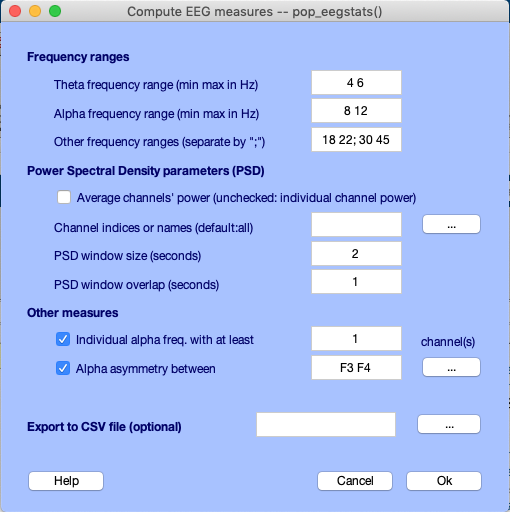 Compute EEG measures -- pop_eegstats()
Frequency ranges
Theta frequency range (min max in Hz) 4 6
Alpha frequency range (min max in Hz) 8 12
Other frequency ranges (separate by ";") 18 22; 30 45
Power Spectral Density parameters (PSD)
Average channels' power (unchecked: individual channel power)
Channel indices or names (default:all) ...
PSD window size (seconds) 2
PSD window overlap (seconds) 1
Other measures
Individual alpha freq. with at least 1 channel(s)
Alpha asymmetry between F3 F4 ...
Export to CSV file (optional) ...
Help Cancel Ok